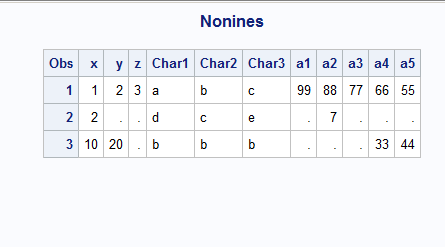 Nonines
Obs x y z Char1 Char2 Char3 a1 a2 a3 a4 a5
1 1 2 3 a b c 99 88 77 66 55
2 2 . . d c e . 7 . . .
3 10 20 . b b b . . . 33 44